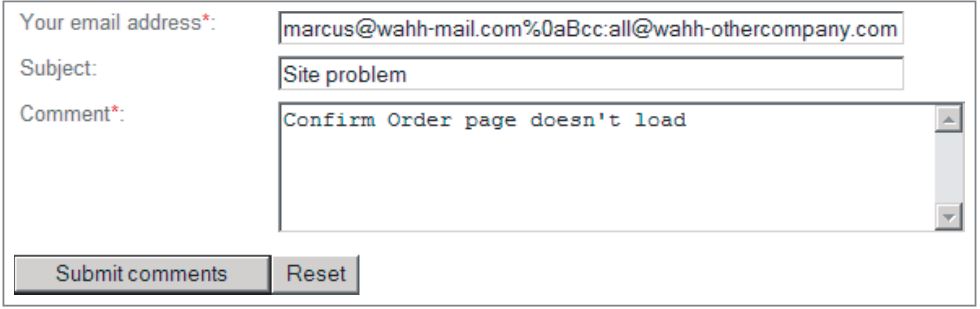 Your email address*: marcus@wahh-mail.com%0aBcc:all@wahh-othercompany.com
Subject: Site problem
Comment*: Confirm Order page doesn't load
Submit comments Reset